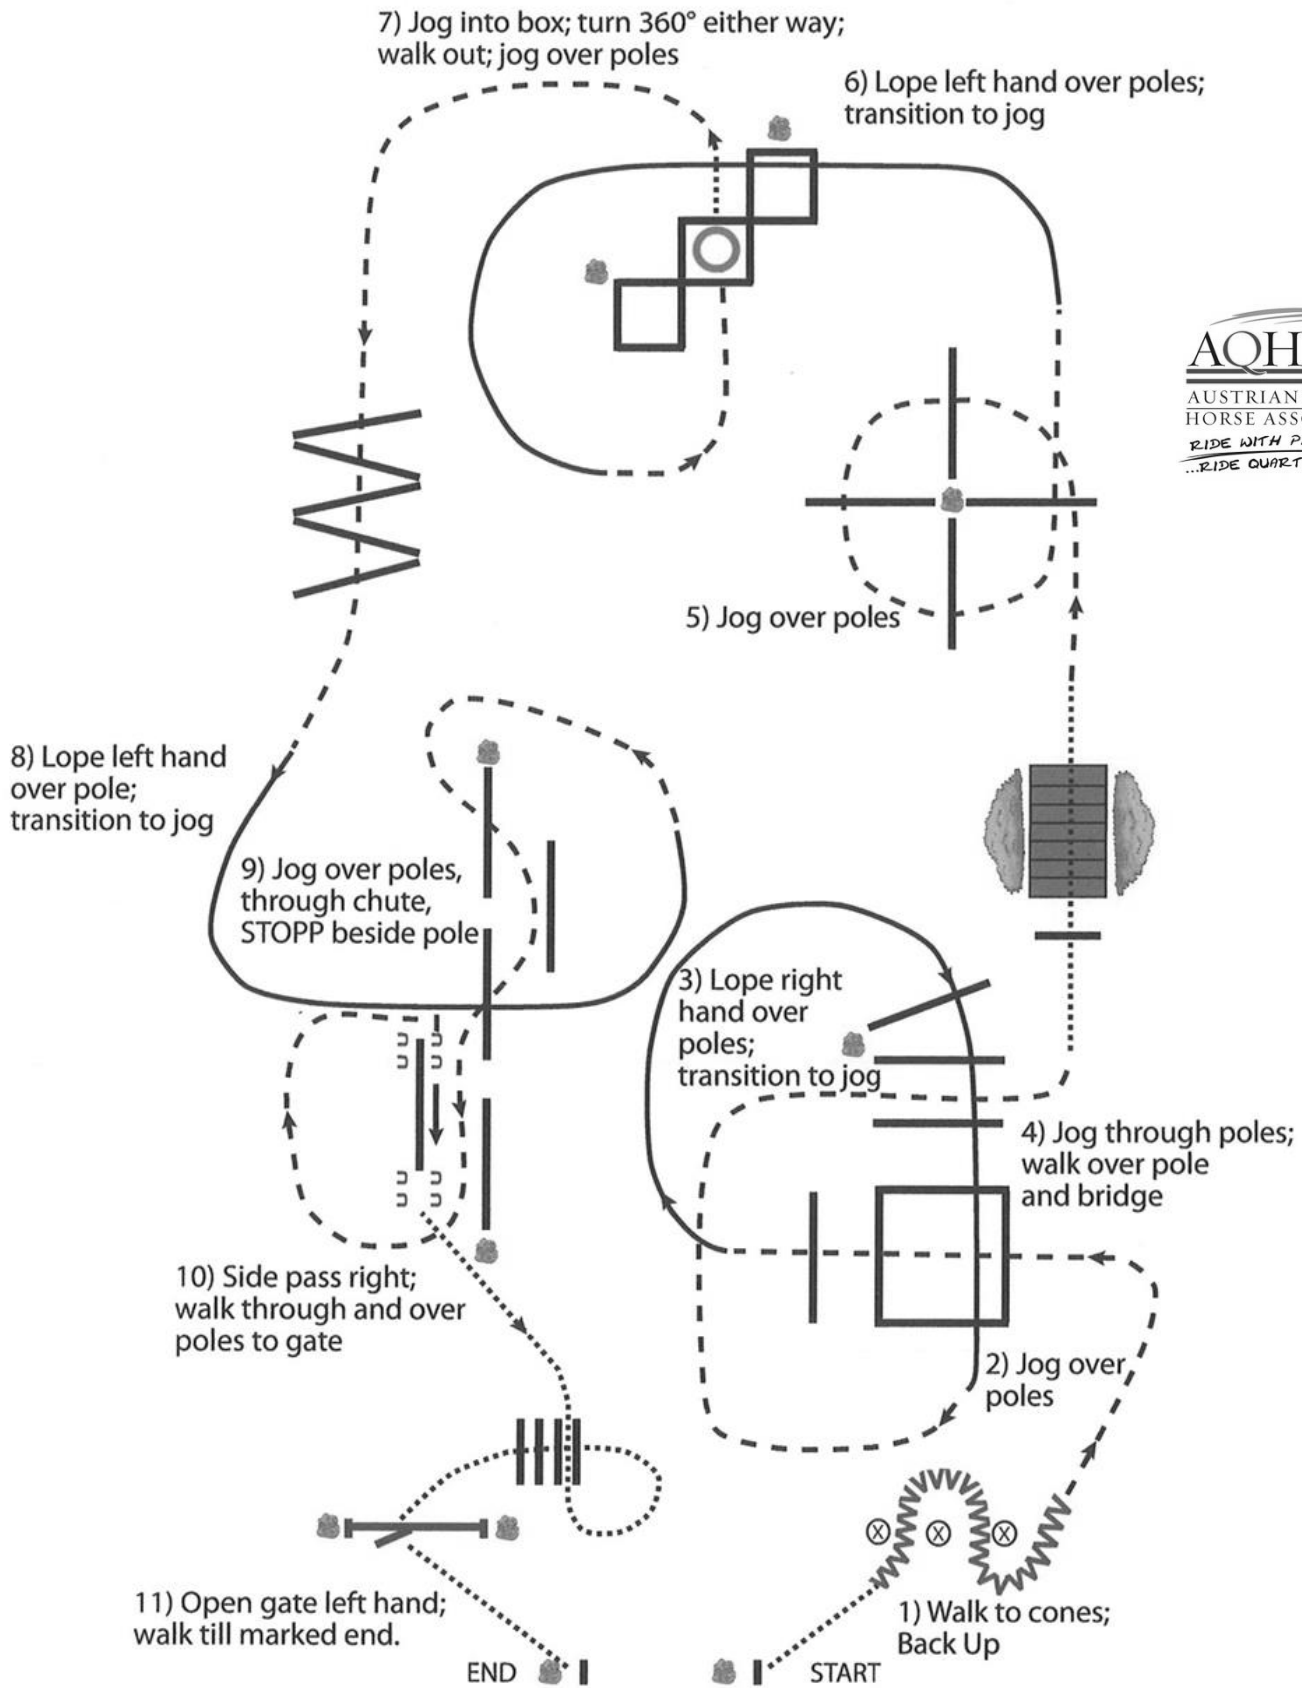 7) Jog into box; turn 360° either way;
walk out; jog over poles
6) Lope left hand over poles;
transition to jog
AQH
AUSTRIAN
HORSE ASSO
RIDE WITH P
...RIDE QUART
5) Jog over poles
8) Lope left hand
over pole;
transition to jog
9) Jog over poles,
through chute,
STOPP beside pole
3) Lope right
hand over
poles;
transition to jog
4) Jog through poles;
walk over pole
and bridge
10) Side pass right;
walk through and over
poles to gate
2) Jog over
poles
X X X
11) Open gate left hand;
walk till marked end.
1) Walk to cones;
Back Up
END
START